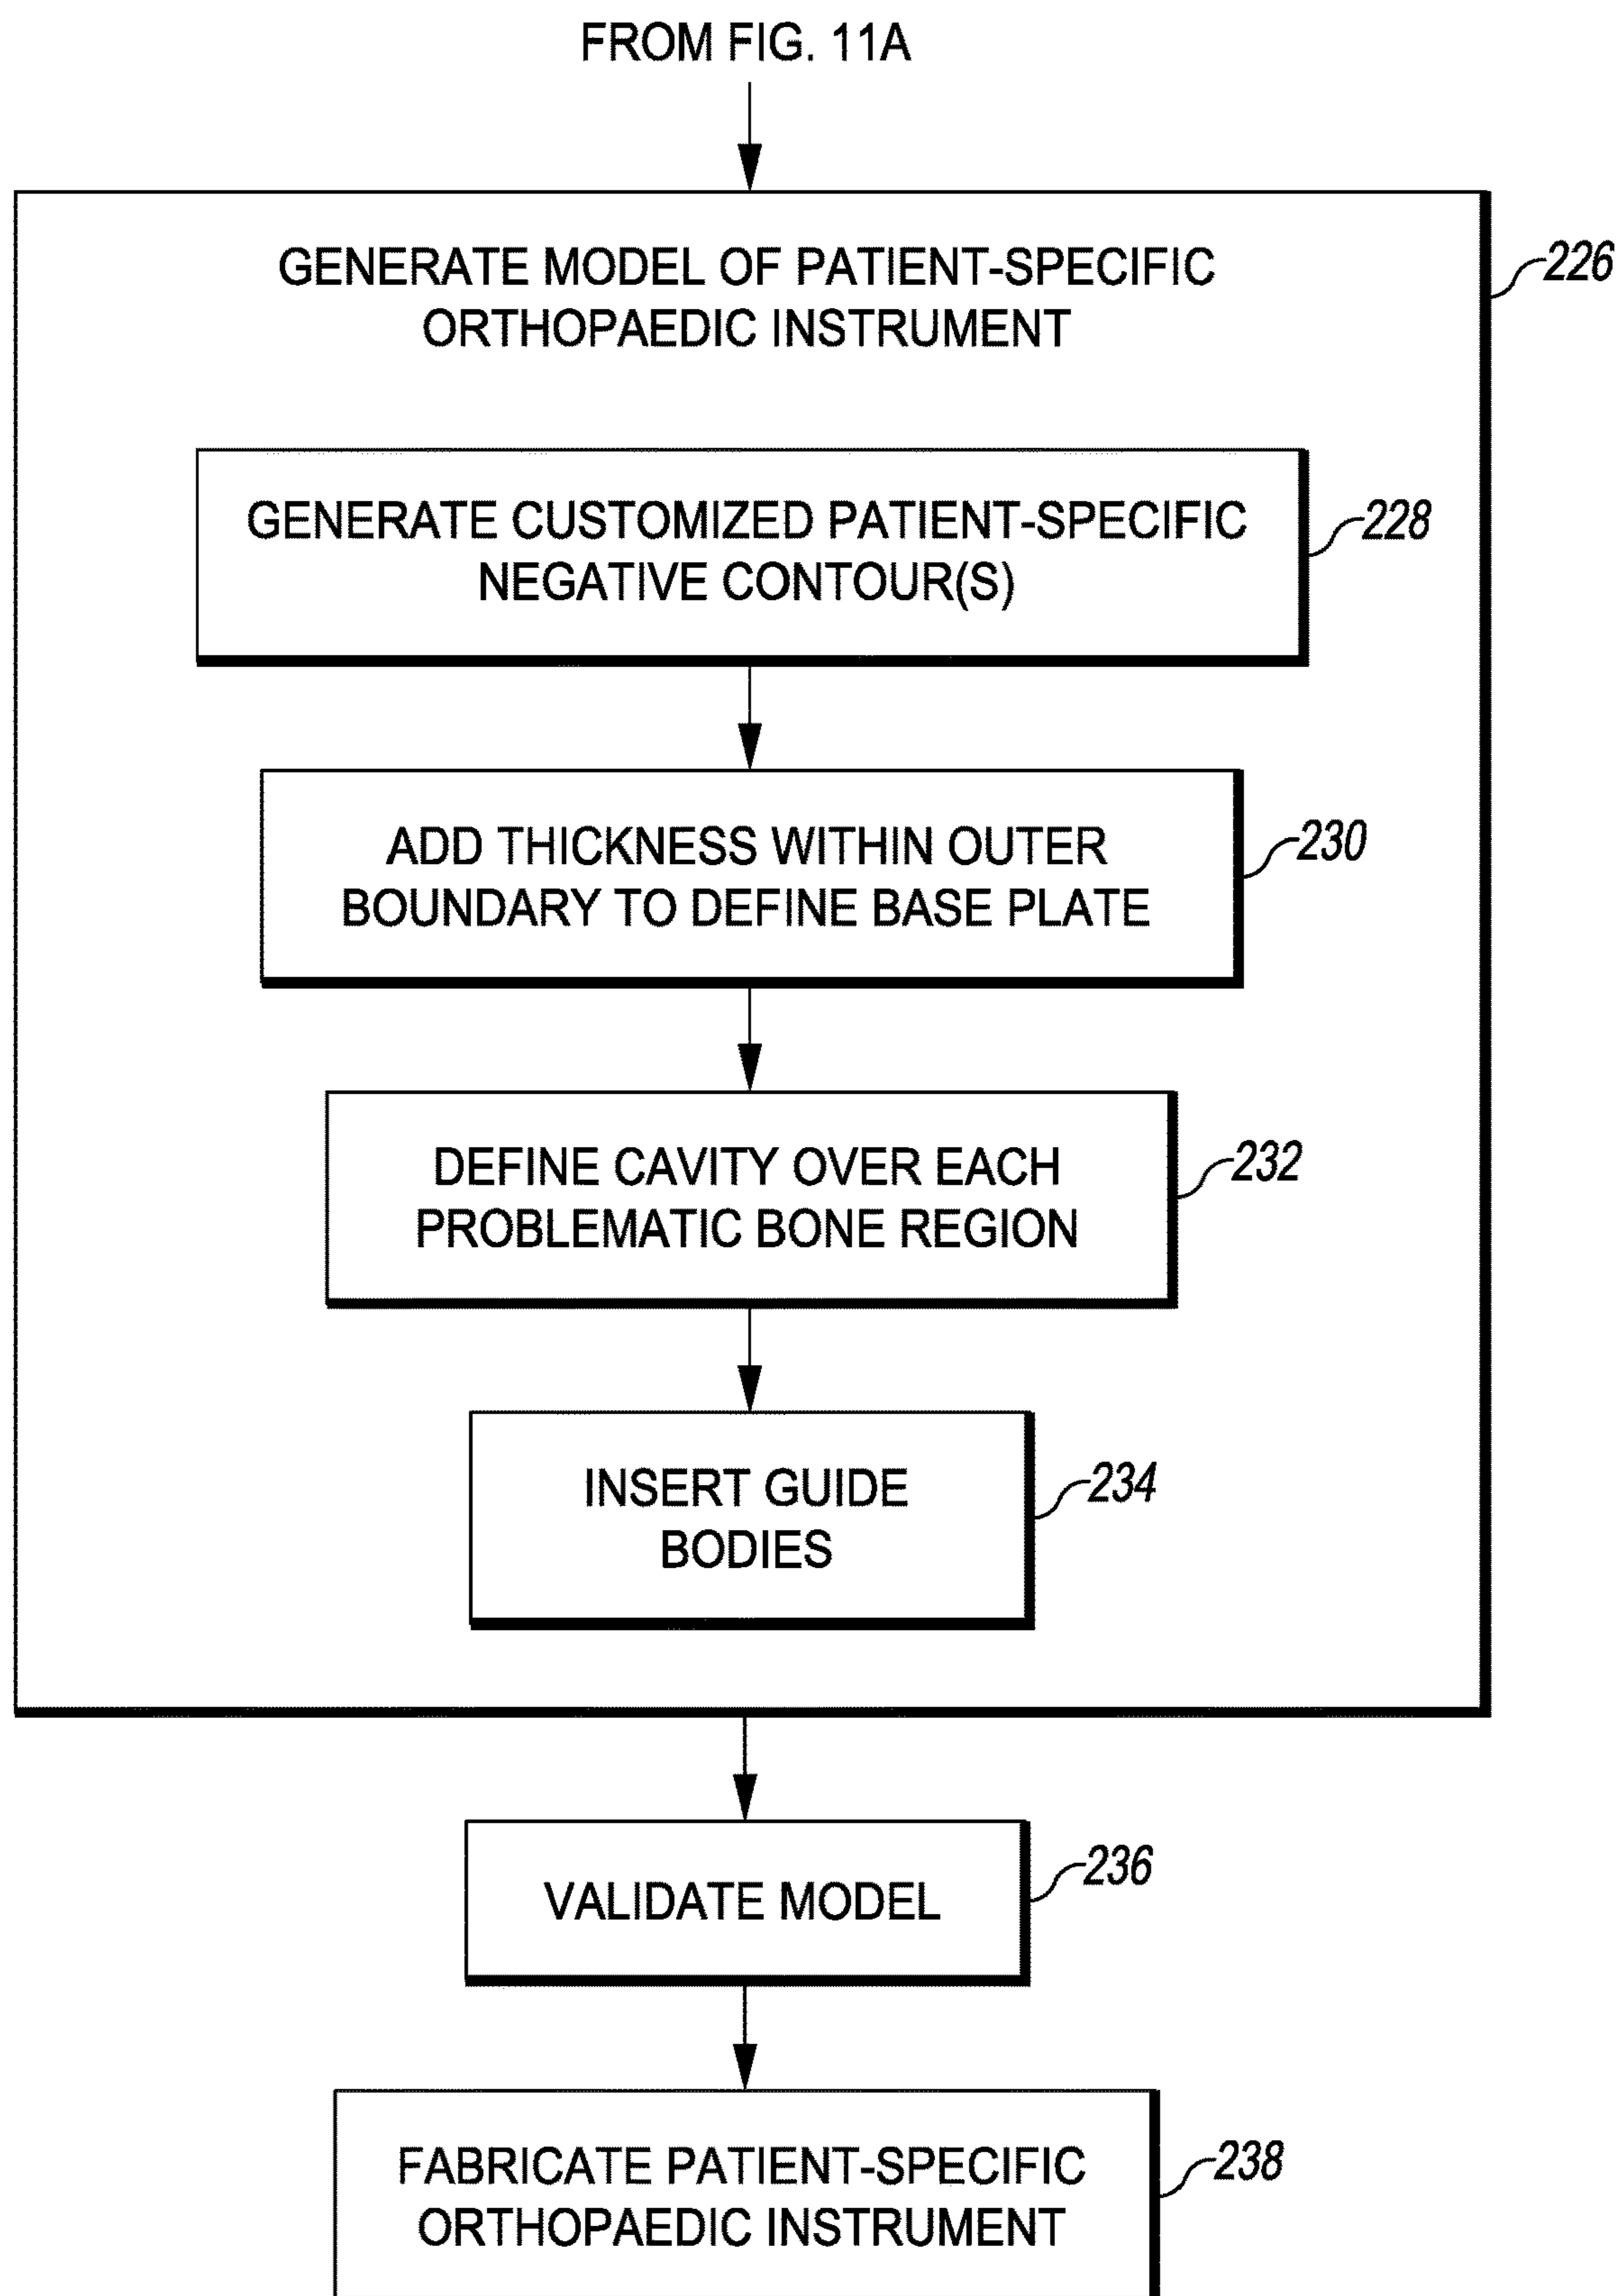 FROM FIG. 11A
GENERATE MODEL OF PATIENT-SPECIFIC
ORTHOPAEDIC INSTRUMENT
226
GENERATE CUSTOMIZED PATIENT-SPECIFIC
NEGATIVE CONTOUR(S)
228
ADD THICKNESS WITHIN OUTER
BOUNDARY TO DEFINE BASE PLATE
230
DEFINE CAVITY OVER EACH
PROBLEMATIC BONE REGION
232
INSERT GUIDE
BODIES
234
VALIDATE MODEL
236
FABRICATE PATIENT-SPECIFIC
ORTHOPAEDIC INSTRUMENT
238